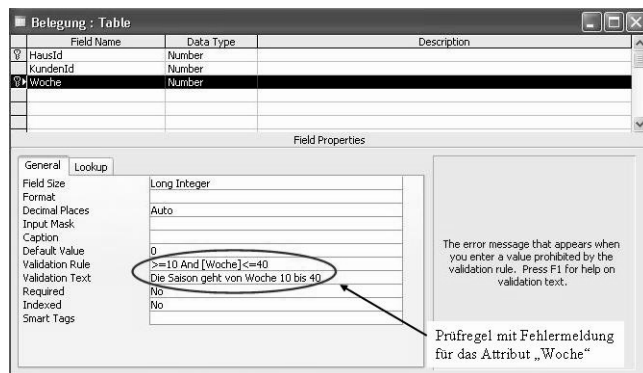 Belegung : Table
Field Name Data Type Description
HausId Number
KundenId Number
Woche Number
Field Properties
General Lookup
Field Size Long Integer
Format
Decimal Places Auto
Input Mask
Caption
Default Value 0
Validation Rule >=10 And [Woche]<=40
Validation Text Die Saison geht von Woche 10 bis 40
Required No
Indexed No
Smart Tags
The error message that appears when
you enter a value prohibited by the
validation rule. Press F1 for help on
validation text.
Prüfregel mit Fehlermeldung
für das Attribut „Woche“